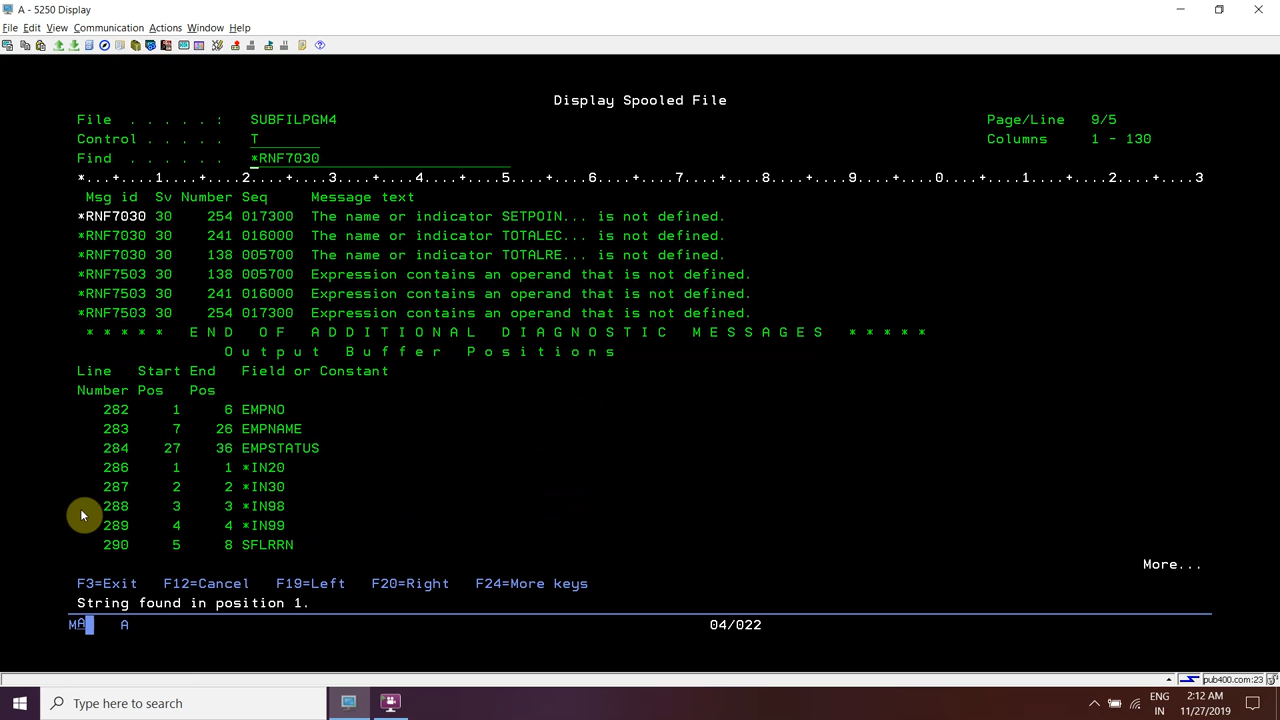 A - 5250 Display
File Edit View Communication Actions Window Help
Display Spooled File
File . . . . . : SUBFILPGM4 Page/Line 9/5
Control . . . . . T Columns 1 - 130
Find . . . . . . *RNF7030
*...+....1....+....2....+....3....+....4....+....5....+....6....+....7....+....8....+....9....+....0....+....1....+....2....+....3
Msg id Sv Number Seq Message text
*RNF7030 30 254 017300 The name or indicator SETPOIN... is not defined.
*RNF7030 30 241 016000 The name or indicator TOTALEC... is not defined.
*RNF7030 30 138 005700 The name or indicator TOTALRE... is not defined.
*RNF7503 30 138 005700 Expression contains an operand that is not defined.
*RNF7503 30 241 016000 Expression contains an operand that is not defined.
*RNF7503 30 254 017300 Expression contains an operand that is not defined.
* * * * * E N D O F A D D I T I O N A L D I A G N O S T I C M E S S A G E S * * * * *
O u t p u t B u f f e r P o s i t i o n s
Line Start End Field or Constant
Number Pos Pos
282 1 6 EMPNO
283 7 26 EMPNAME
284 27 36 EMPSTATUS
286 1 1 *IN20
287 2 2 *IN30
288 3 3 *IN98
289 4 4 *IN99
290 5 8 SFLRRN
More...
F3=Exit F12=Cancel F19=Left F20=Right F24=More keys
String found in position 1.
MA A 04/022
pub400.com:23
Type here to search
ENG 2:12 AM
IN 11/27/2019